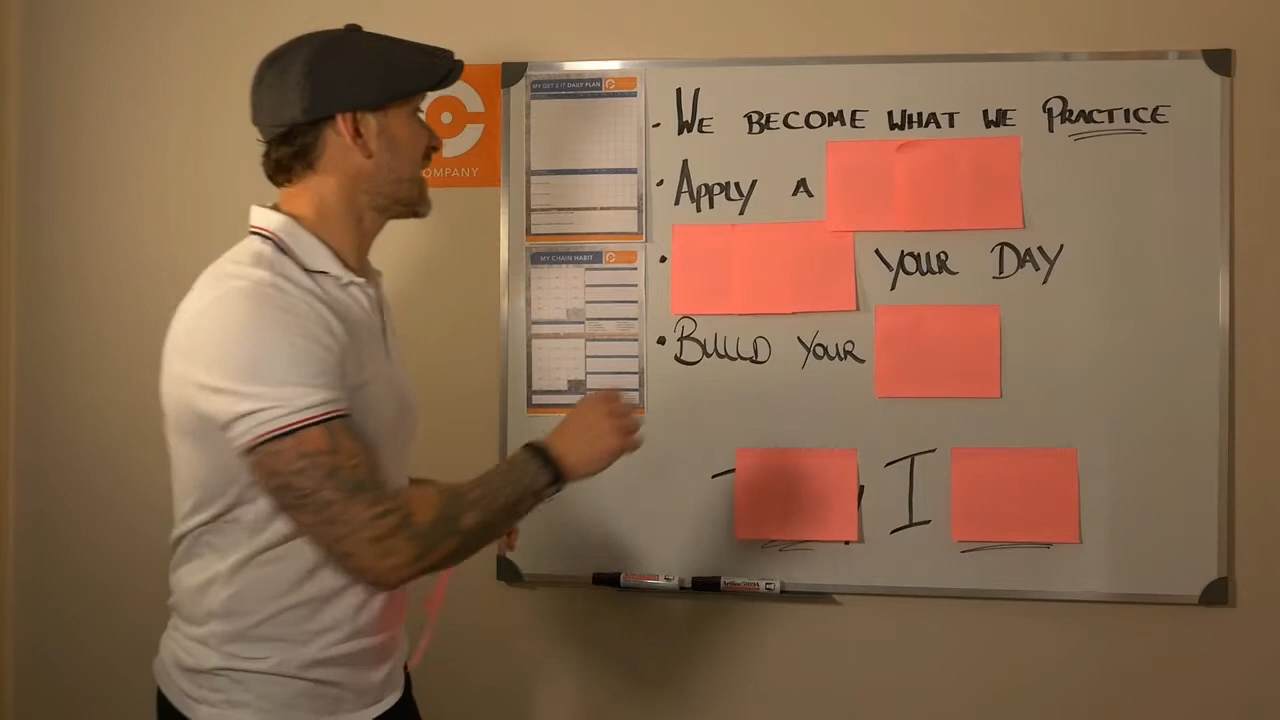 COMPANY
MY GET 2 IT DAILY PLAN
MY CHAIN HABIT
• WE BECOME WHAT WE PRACTICE
• APPLY A
• YOUR DAY
• BUILD YOUR
I